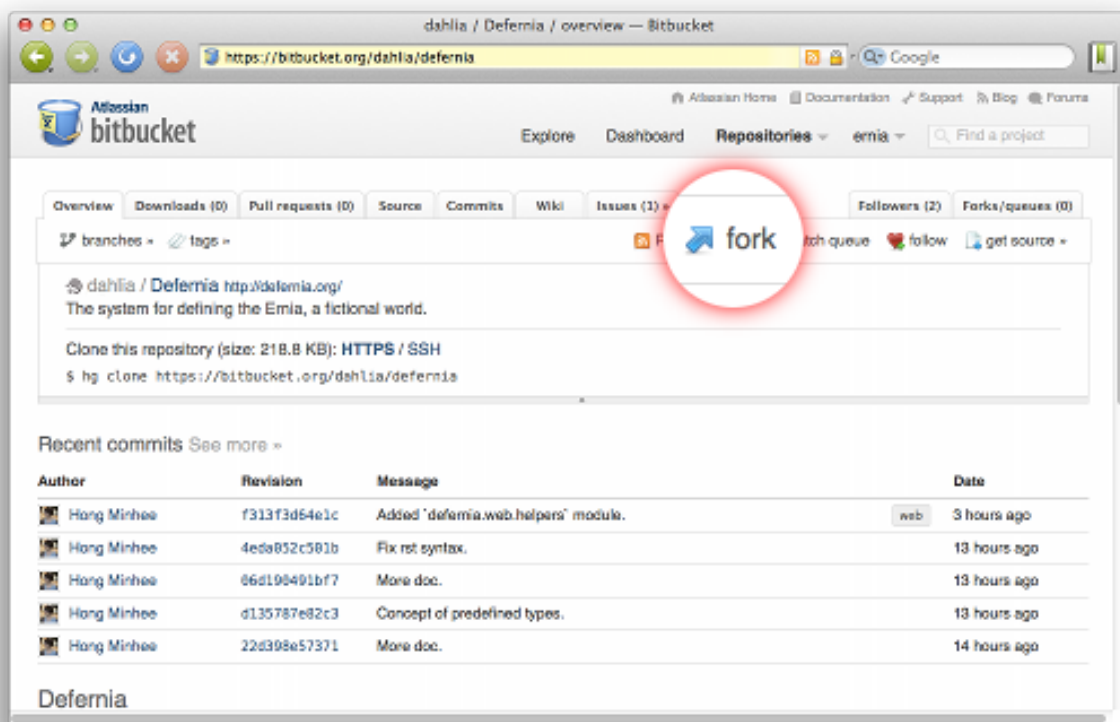 dahlia / Defernia / overview — Bitbucket
https://bitbucket.org/dahlia/defernia
Google
Atlassian Home Documentation Support Blog Forums
Atlassian
bitbucket
Explore Dashboard Repositories ernia Find a project
Overview Downloads (0) Pull requests (0) Source Commits Wiki Issues (1) » Followers (2) Forks/queues (0)
branches » tags » fork queue follow get source »
dahlia / Defernia http://defernia.org/
The system for defining the Ernia, a fictional world.
Clone this repository (size: 218.8 KB): HTTPS / SSH
$ hg clone https://bitbucket.org/dahlia/defernia
Recent commits See more »
Author Revision Message Date
Hong Minhee f313f3d64e1c Added `defernia.web.helpers` module. web 3 hours ago
Hong Minhee 4eda052c501b Fix rst syntax. 13 hours ago
Hong Minhee 06d190491bf7 More doc. 13 hours ago
Hong Minhee d135787e82c3 Concept of predefined types. 13 hours ago
Hong Minhee 22d398e57371 More doc. 14 hours ago
Defernia